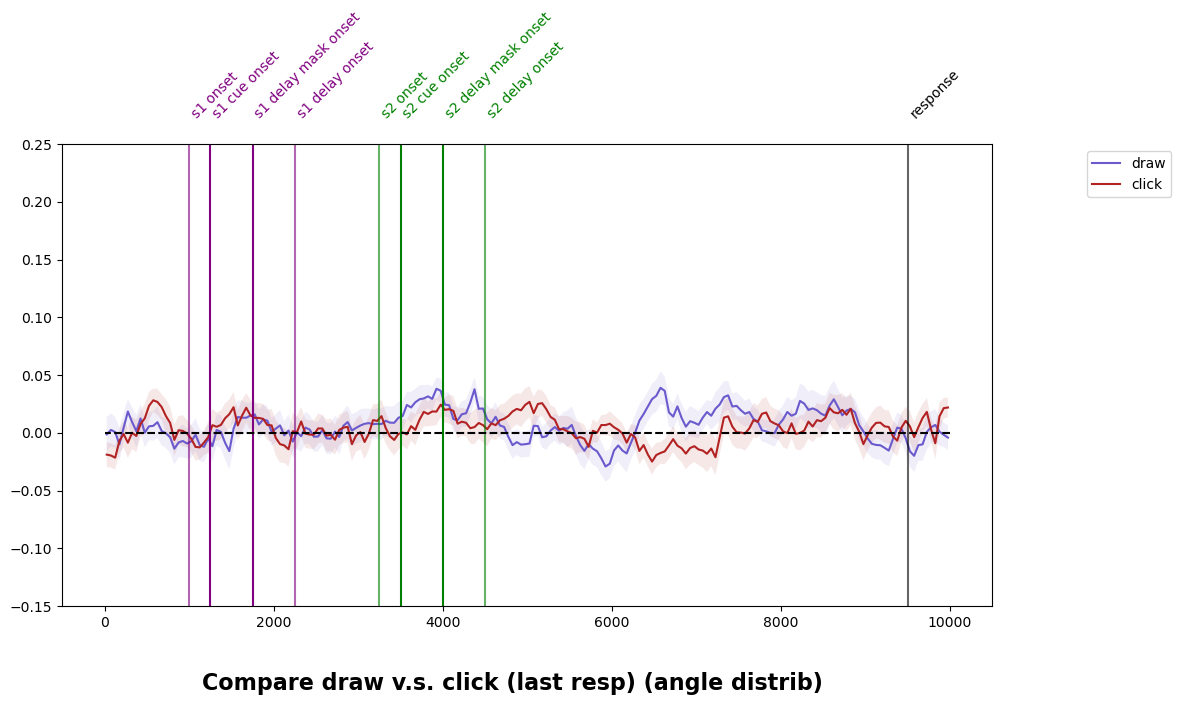 s1 onset
s1 cue onset
s1 delay mask onset
s1 delay onset
s2 onset
s2 cue onset
s2 delay mask onset
s2 delay onset
response
draw
click
0.25
0.20
0.15
0.10
0.05
0.00
−0.05
−0.10
−0.15
0 2000 4000 6000 8000 10000
Compare draw v.s. click (last resp) (angle distrib)